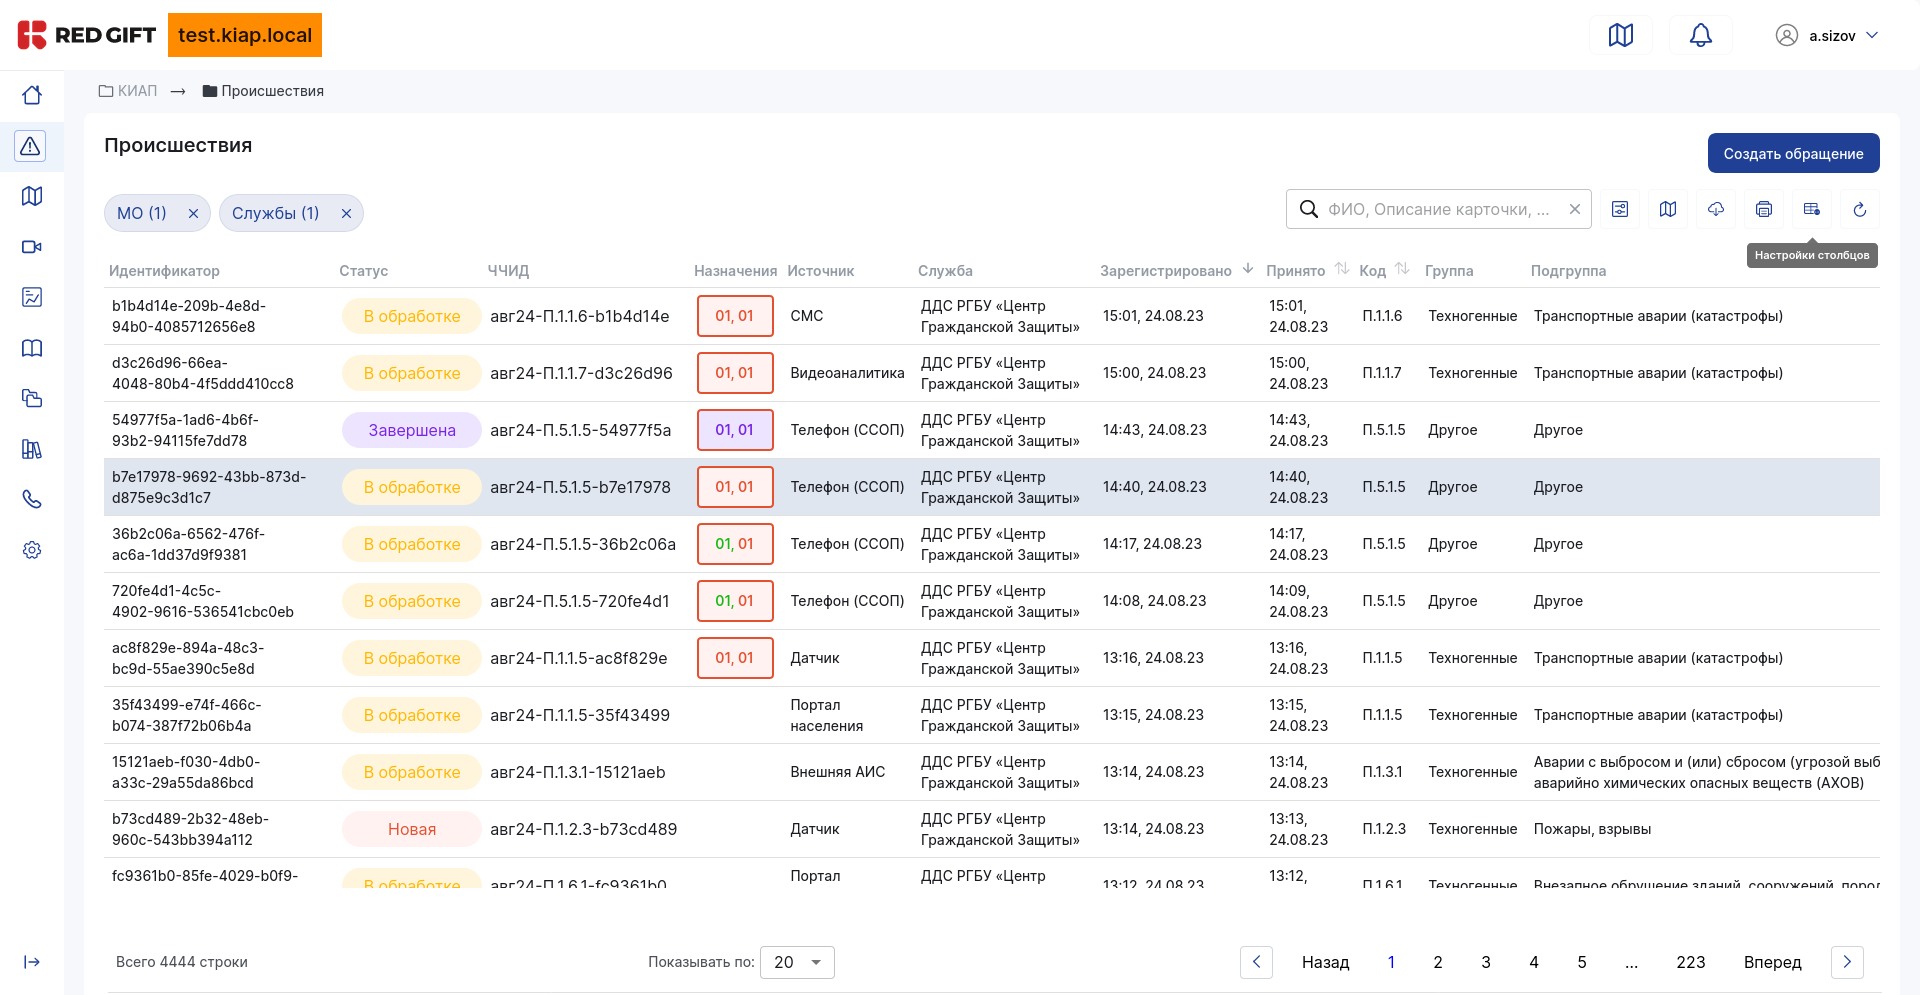 RED GIFT test.kiap.local a.sizov
КИАП → Происшествия
Происшествия
Создать обращение
МО (1) Службы (1) ФИО, Описание карточки, ...
Настройки столбцов
Идентификатор Статус ЧЧИД Назначения Источник Служба Зарегистрировано Принято Код Группа Подгруппа
b1b4d14e-209b-4e8d-
94b0-4085712656e8
В обработке авг24-П.1.1.6-b1b4d14e 01, 01 СМС
ДДС РГБУ «Центр
Гражданской Защиты»
15:01, 24.08.23
15:01,
24.08.23
П.1.1.6 Техногенные Транспортные аварии (катастрофы)
d3c26d96-66ea-
4048-80b4-4f5ddd410cc8
В обработке авг24-П.1.1.7-d3c26d96 01, 01 Видеоаналитика
ДДС РГБУ «Центр
Гражданской Защиты»
15:00, 24.08.23
15:00,
24.08.23
П.1.1.7 Техногенные Транспортные аварии (катастрофы)
54977f5a-1ad6-4b6f-
93b2-94115fe7dd78
Завершена авг24-П.5.1.5-54977f5a 01, 01 Телефон (ССОП)
ДДС РГБУ «Центр
Гражданской Защиты»
14:43, 24.08.23
14:43,
24.08.23
П.5.1.5 Другое Другое
b7e17978-9692-43bb-873d-
d875e9c3d1c7
В обработке авг24-П.5.1.5-b7e17978 01, 01 Телефон (ССОП)
ДДС РГБУ «Центр
Гражданской Защиты»
14:40, 24.08.23
14:40,
24.08.23
П.5.1.5 Другое Другое
36b2c06a-6562-476f-
ac6a-1dd37d9f9381
В обработке авг24-П.5.1.5-36b2c06a 01, 01 Телефон (ССОП)
ДДС РГБУ «Центр
Гражданской Защиты»
14:17, 24.08.23
14:17,
24.08.23
П.5.1.5 Другое Другое
720fe4d1-4c5c-
4902-9616-536541cbc0eb
В обработке авг24-П.5.1.5-720fe4d1 01, 01 Телефон (ССОП)
ДДС РГБУ «Центр
Гражданской Защиты»
14:08, 24.08.23
14:09,
24.08.23
П.5.1.5 Другое Другое
ac8f829e-894a-48c3-
bc9d-55ae390c5e8d
В обработке авг24-П.1.1.5-ac8f829e 01, 01 Датчик
ДДС РГБУ «Центр
Гражданской Защиты»
13:16, 24.08.23
13:16,
24.08.23
П.1.1.5 Техногенные Транспортные аварии (катастрофы)
35f43499-e74f-466c-
b074-387f72b06b4a
В обработке авг24-П.1.1.5-35f43499
Портал
населения
ДДС РГБУ «Центр
Гражданской Защиты»
13:15, 24.08.23
13:15,
24.08.23
П.1.1.5 Техногенные Транспортные аварии (катастрофы)
15121aeb-f030-4db0-
a33c-29a55da86bcd
В обработке авг24-П.1.3.1-15121aeb Внешняя АИС
ДДС РГБУ «Центр
Гражданской Защиты»
13:14, 24.08.23
13:14,
24.08.23
П.1.3.1 Техногенные
Аварии с выбросом и (или) сбросом (угрозой выб
аварийно химических опасных веществ (АХОВ)
b73cd489-2b32-48eb-
960c-543bb394a112
Новая авг24-П.1.2.3-b73cd489 Датчик
ДДС РГБУ «Центр
Гражданской Защиты»
13:14, 24.08.23
13:13,
24.08.23
П.1.2.3 Техногенные Пожары, взрывы
fc9361b0-85fe-4029-b0f9-
В обработке авг24-П.1.6.1-fc9361b0
Портал
ДДС РГБУ «Центр
13:12, 24.08.23
13:12,
П.1.6.1 Техногенные Внезапное обрушение зданий, сооружений, пород
Всего 4444 строки Показывать по: 20 Назад 1 2 3 4 5 ... 223 Вперед